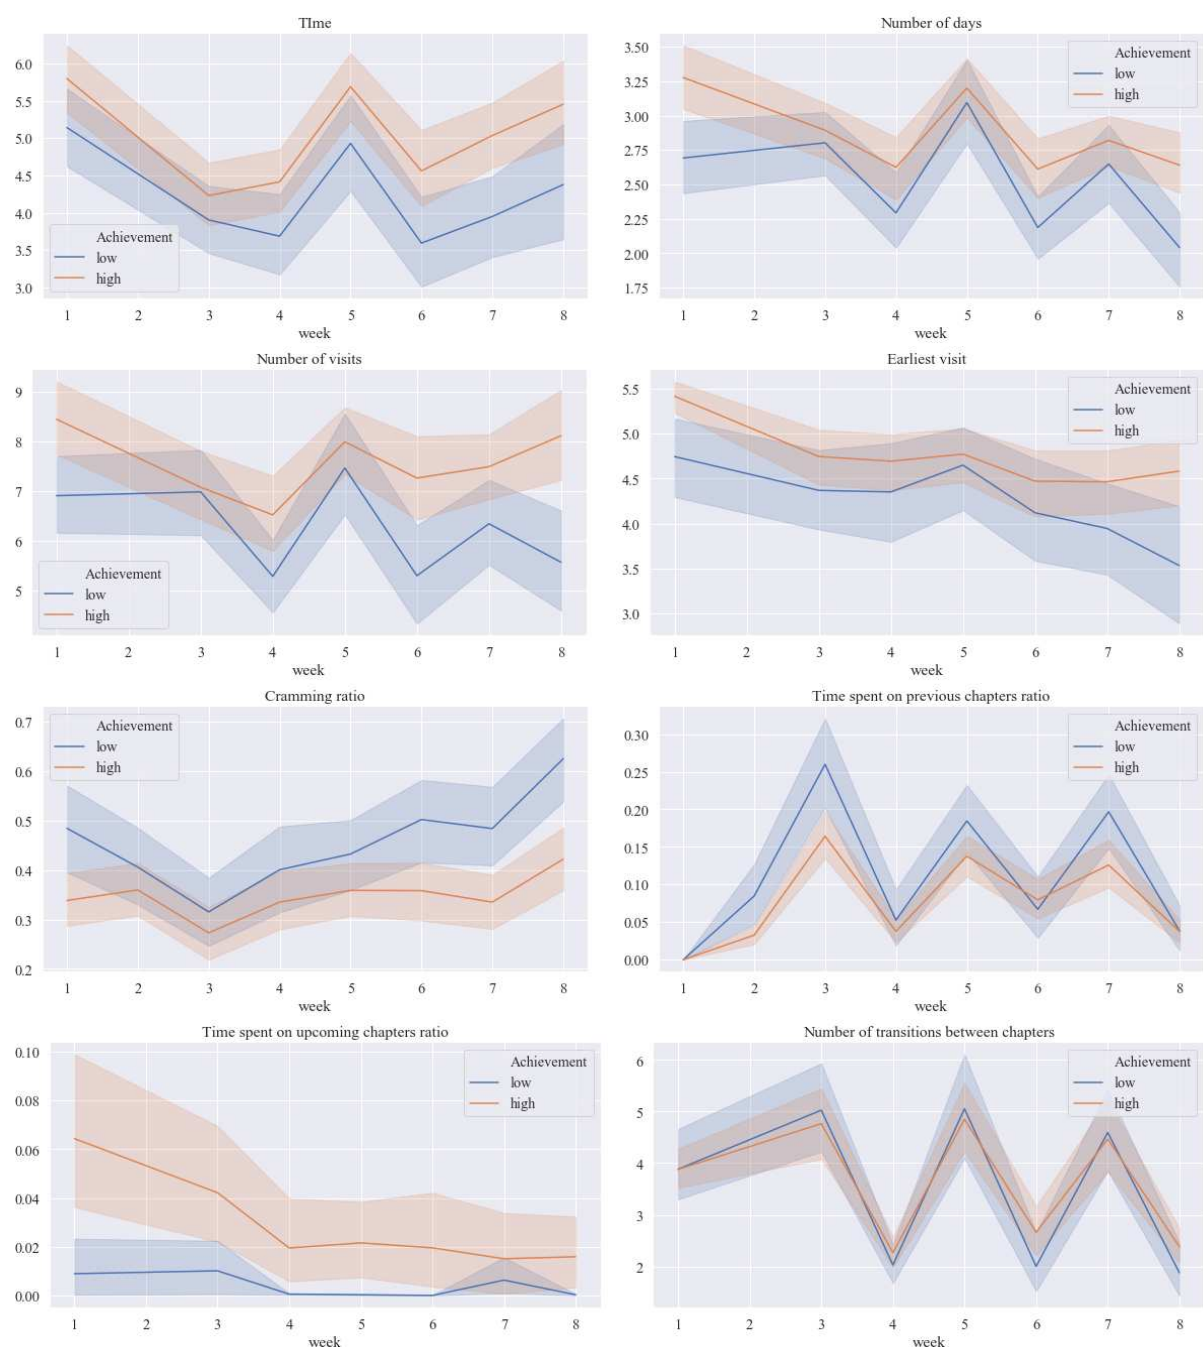 TIme
6.0
5.5
5.0
4.5
4.0
3.5
3.0
Achievement
low
high
1 2 3 4 5 6 7 8
week
Number of days
3.50
3.25
3.00
2.75
2.50
2.25
2.00
1.75
Achievement
low
high
1 2 3 4 5 6 7 8
week
Number of visits
9
8
7
6
5
Achievement
low
high
1 2 3 4 5 6 7 8
week
Earliest visit
5.5
5.0
4.5
4.0
3.5
3.0
Achievement
low
high
1 2 3 4 5 6 7 8
week
Cramming ratio
0.7
0.6
0.5
0.4
0.3
0.2
Achievement
low
high
1 2 3 4 5 6 7 8
week
Time spent on previous chapters ratio
0.30
0.25
0.20
0.15
0.10
0.05
0.00
Achievement
low
high
1 2 3 4 5 6 7 8
week
Time spent on upcoming chapters ratio
0.10
0.08
0.06
0.04
0.02
0.00
Achievement
low
high
1 2 3 4 5 6 7 8
week
Number of transitions between chapters
6
5
4
3
2
Achievement
low
high
1 2 3 4 5 6 7 8
week